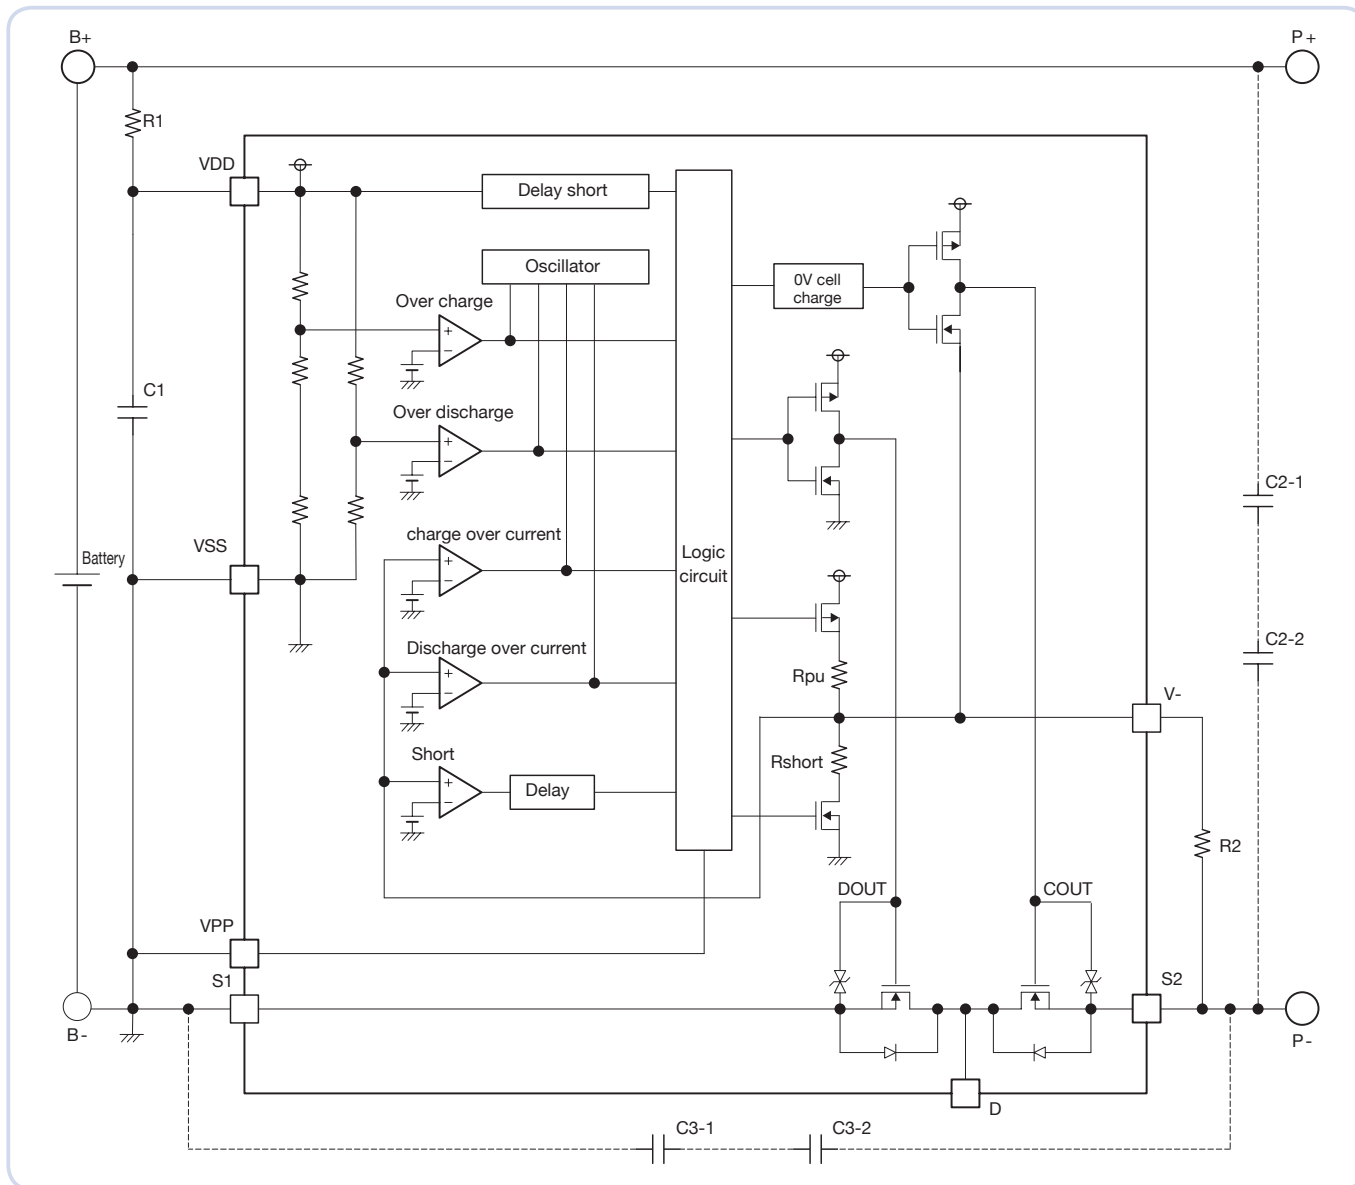 B+
P+
R1
VDD
Delay short
Oscillator
0V cell
charge
Over charge
+
−
C1
Over discharge
+
−
C2-1
charge over current
+
−
VSS
Battery
Logic
circuit
C2-2
Discharge over current
+
−
Rpu
V-
Short
+
−
Delay
Rshort
R2
DOUT
COUT
VPP
S1
S2
B-
P-
D
C3-1
C3-2